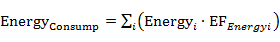 Energy_Consump = ∑_i(Energy_i · EF_Energyi)